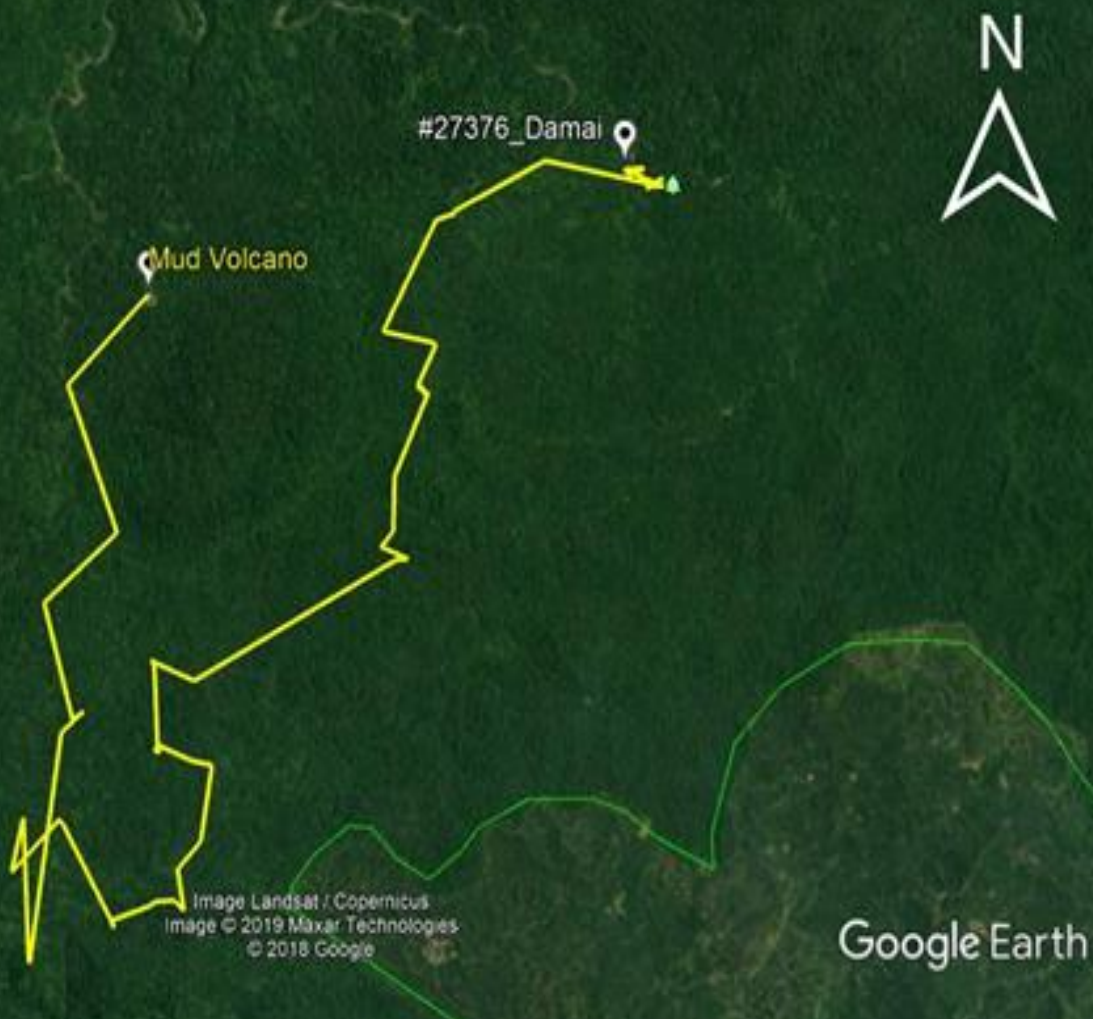 N
#27376_Damai
Mud Volcano
Image Landsat / Copernicus
Image © 2019 Maxar Technologies
© 2018 Google
Google Earth